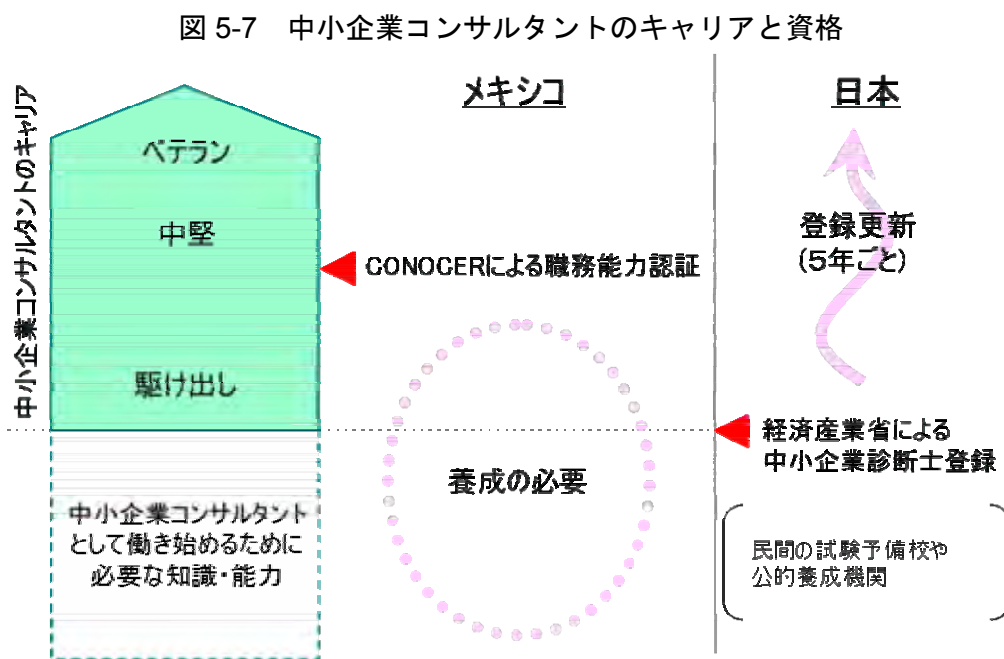 図 5-7 中小企業コンサルタントのキャリアと資格
中小企業コンサルタントのキャリア
ベテラン
中堅
駆け出し
中小企業コンサルタント
として働き始めるために
必要な知識・能力
メキシコ
CONOCERによる職務能力認証
養成の必要
日本
登録更新
(5年ごと)
経済産業省による
中小企業診断士登録
民間の試験予備校や
公的養成機関